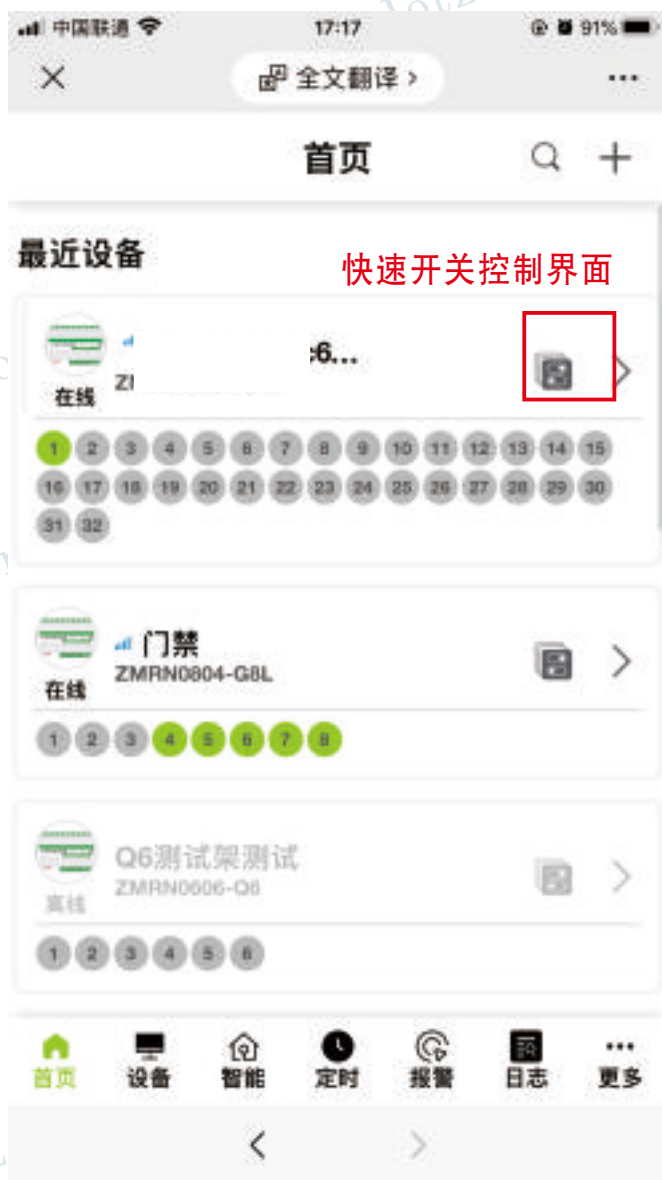 中国联通 17:17 91%
全文翻译
首页
最近设备
快速开关控制界面
c6...
在线 Z
1 2 3 4 5 6 7 8 9 10 11 12 13 14 15
16 17 18 19 20 21 22 23 24 25 26 27 28 29 30
31 32
门禁
ZMRN0804-G8L
在线
1 2 3 4 5 6 7 8
Q6测试架测试
ZMRN0606-Q6
离线
1 2 3 4 5 6
首页 设备 智能 定时 报警 日志 更多